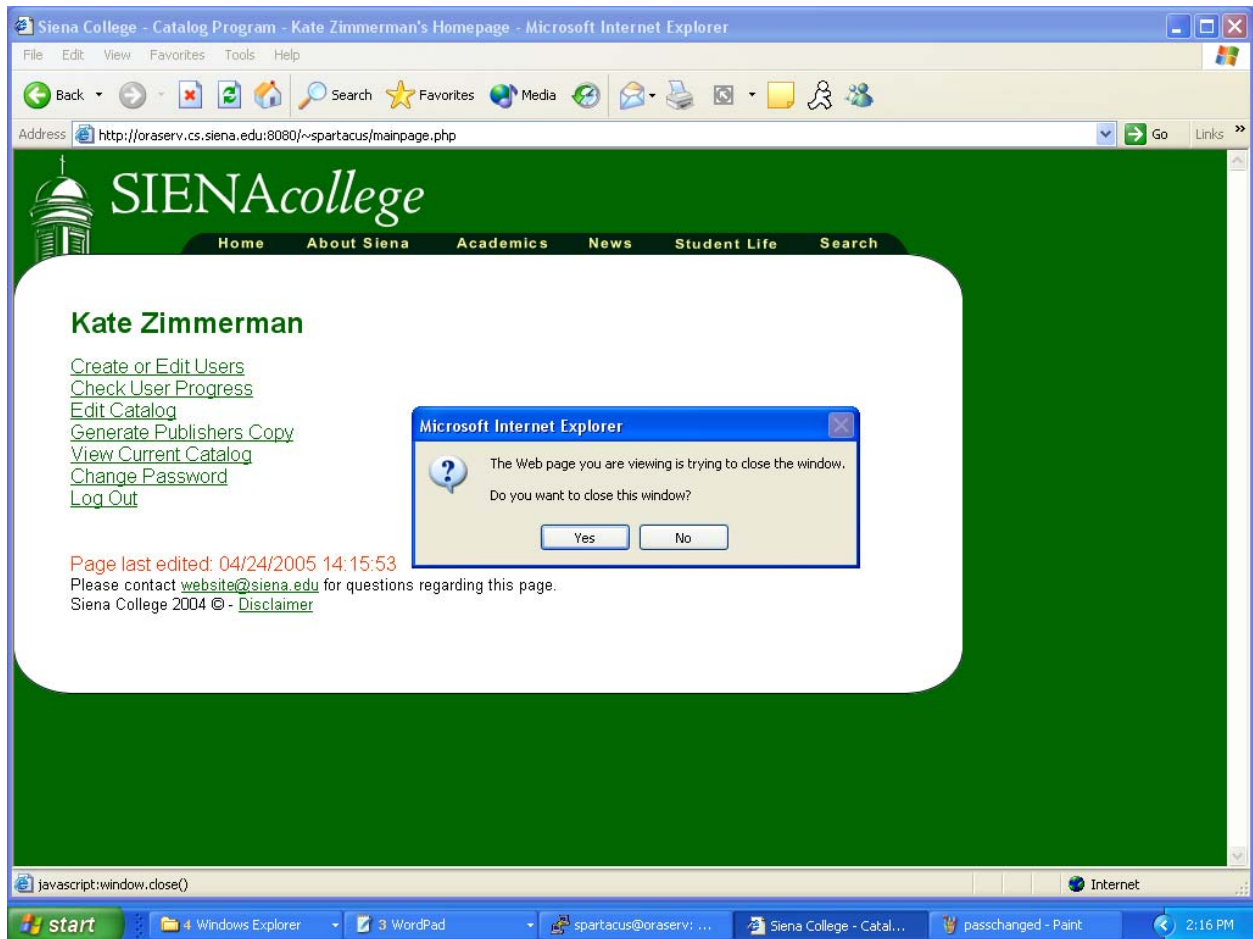 Siena College - Catalog Program - Kate Zimmerman's Homepage - Microsoft Internet Explorer
File Edit View Favorites Tools Help
Back Search Favorites Media
Address http://oraserv.cs.siena.edu:8080/~spartacus/mainpage.php Go Links »
SIENAcollege
Home About Siena Academics News Student Life Search
Kate Zimmerman
Create or Edit Users
Check User Progress
Edit Catalog
Generate Publishers Copy
View Current Catalog
Change Password
Log Out
Microsoft Internet Explorer
The Web page you are viewing is trying to close the window.
Do you want to close this window?
Yes No
Page last edited: 04/24/2005 14:15:53
Please contact website@siena.edu for questions regarding this page.
Siena College 2004 © - Disclaimer
javascript:window.close() Internet
start 4 Windows Explorer 3 WordPad spartacus@oraserv: ... Siena College - Catal... passchanged - Paint 2:16 PM